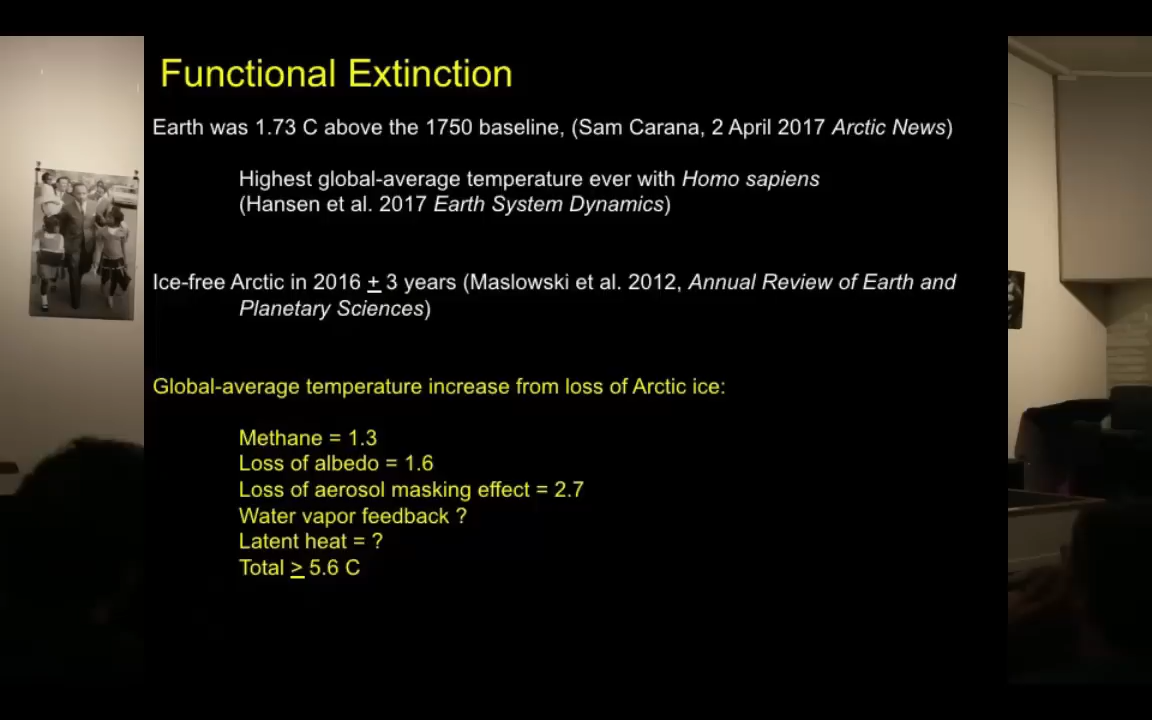 Functional Extinction
Earth was 1.73 C above the 1750 baseline, (Sam Carana, 2 April 2017 Arctic News)
Highest global-average temperature ever with Homo sapiens
(Hansen et al. 2017 Earth System Dynamics)
Ice-free Arctic in 2016 ± 3 years (Maslowski et al. 2012, Annual Review of Earth and
Planetary Sciences)
Global-average temperature increase from loss of Arctic ice:
Methane = 1.3
Loss of albedo = 1.6
Loss of aerosol masking effect = 2.7
Water vapor feedback ?
Latent heat = ?
Total ≥ 5.6 C